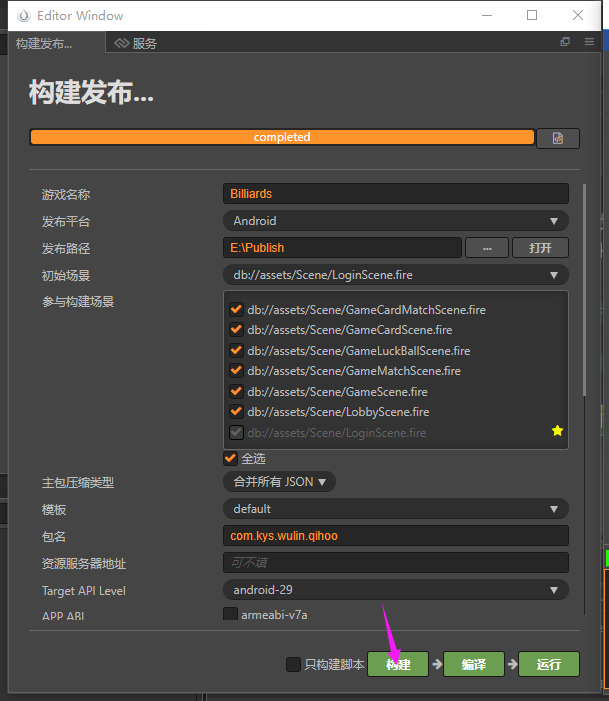 Editor Window
构建发布... 服务
构建发布...
completed
游戏名称 Billiards
发布平台 Android
发布路径 E:\Publish ... 打开
初始场景 db://assets/Scene/LoginScene.fire
参与构建场景
db://assets/Scene/GameCardMatchScene.fire
db://assets/Scene/GameCardScene.fire
db://assets/Scene/GameLuckBallScene.fire
db://assets/Scene/GameMatchScene.fire
db://assets/Scene/GameScene.fire
db://assets/Scene/LobbyScene.fire
db://assets/Scene/LoginScene.fire
全选
主包压缩类型 合并所有 JSON
模板 default
包名 com.kys.wulin.qihoo
资源服务器地址 可不填
Target API Level android-29
APP ABI armeabi-v7a
只构建脚本 构建 编译 运行